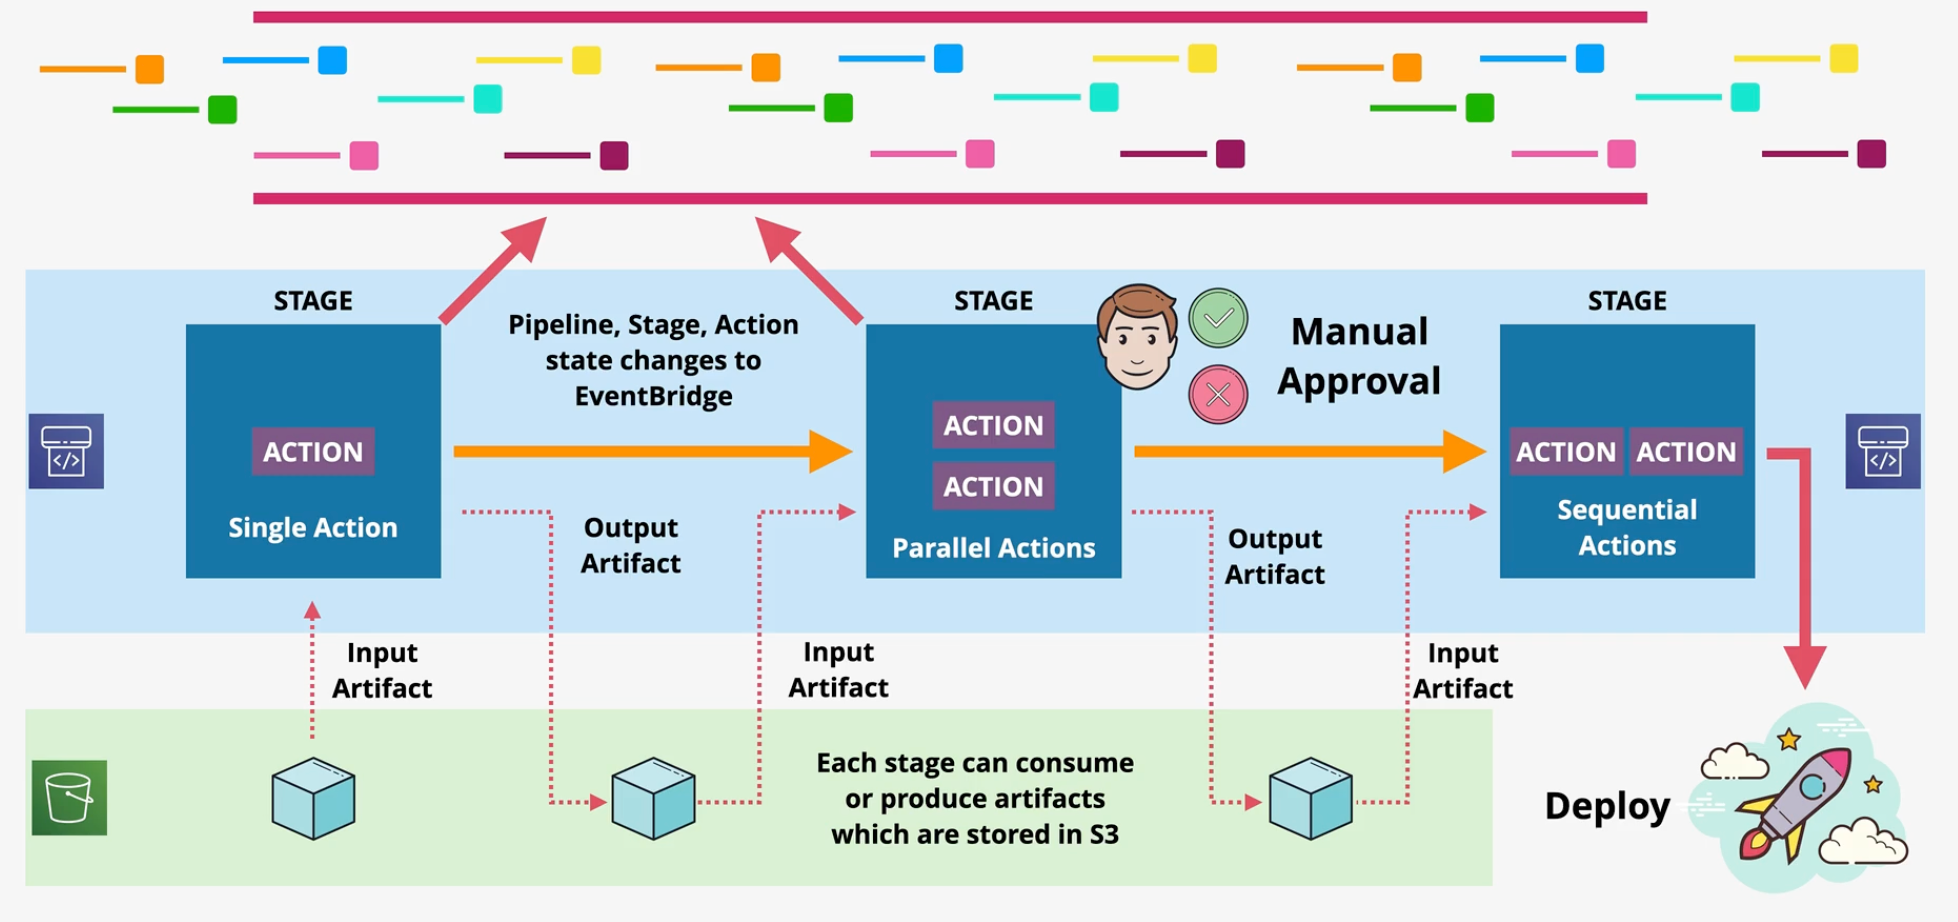 STAGE
ACTION
Single Action
Pipeline, Stage, Action
state changes to
EventBridge
STAGE
ACTION
ACTION
Parallel Actions
Manual
Approval
STAGE
ACTION ACTION
Sequential
Actions
Output
Artifact
Output
Artifact
Input
Artifact
Input
Artifact
Input
Artifact
Each stage can consume
or produce artifacts
which are stored in S3
Deploy